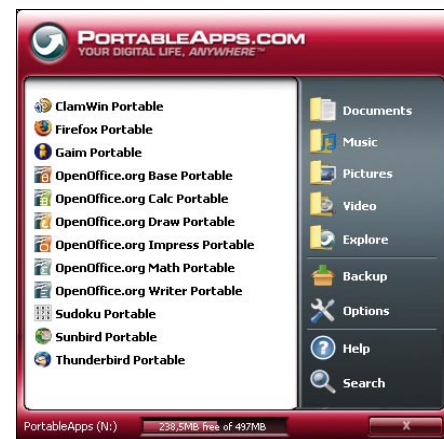 PORTABLEAPPS.COM
YOUR DIGITAL LIFE, ANYWHERE™
ClamWin Portable
Firefox Portable
Gaim Portable
OpenOffice.org Base Portable
OpenOffice.org Calc Portable
OpenOffice.org Draw Portable
OpenOffice.org Impress Portable
OpenOffice.org Math Portable
OpenOffice.org Writer Portable
Sudoku Portable
Sunbird Portable
Thunderbird Portable
Documents
Music
Pictures
Video
Explore
Backup
Options
Help
Search
PortableApps (N:)
238,5MB free of 497MB
X